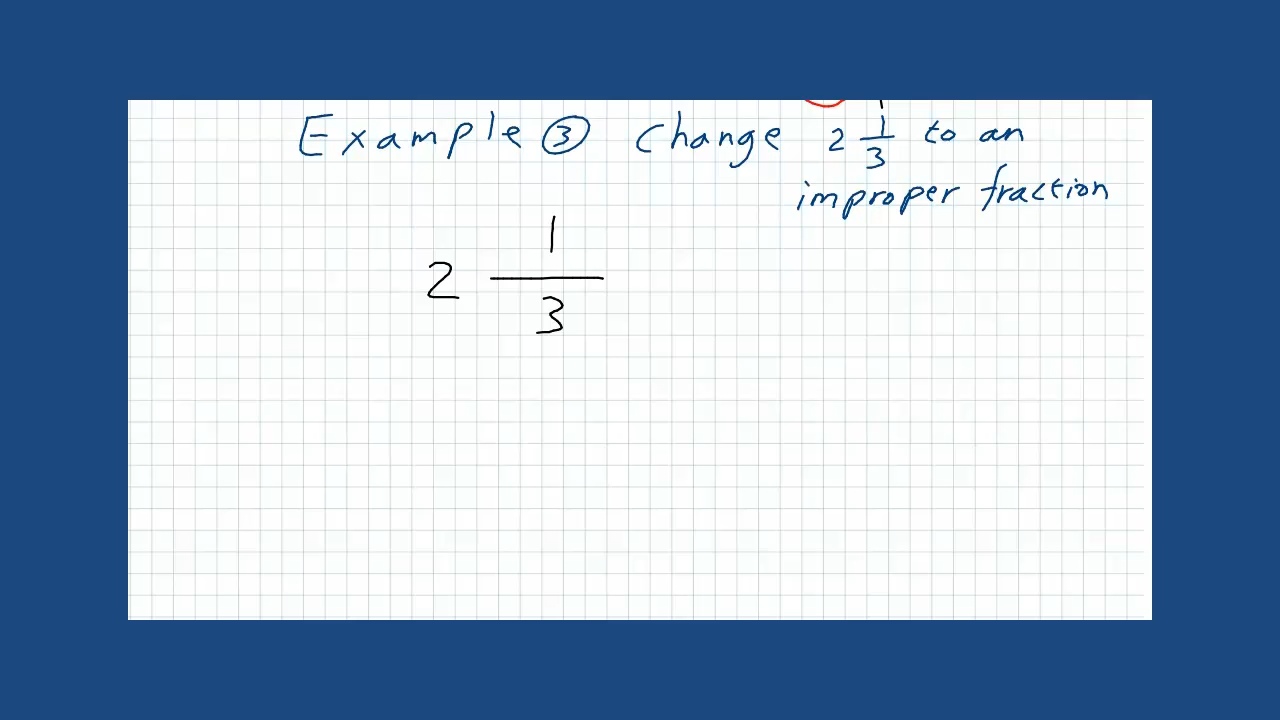 Example ③ Change 2 1/3 to an
improper fraction
2 1/3